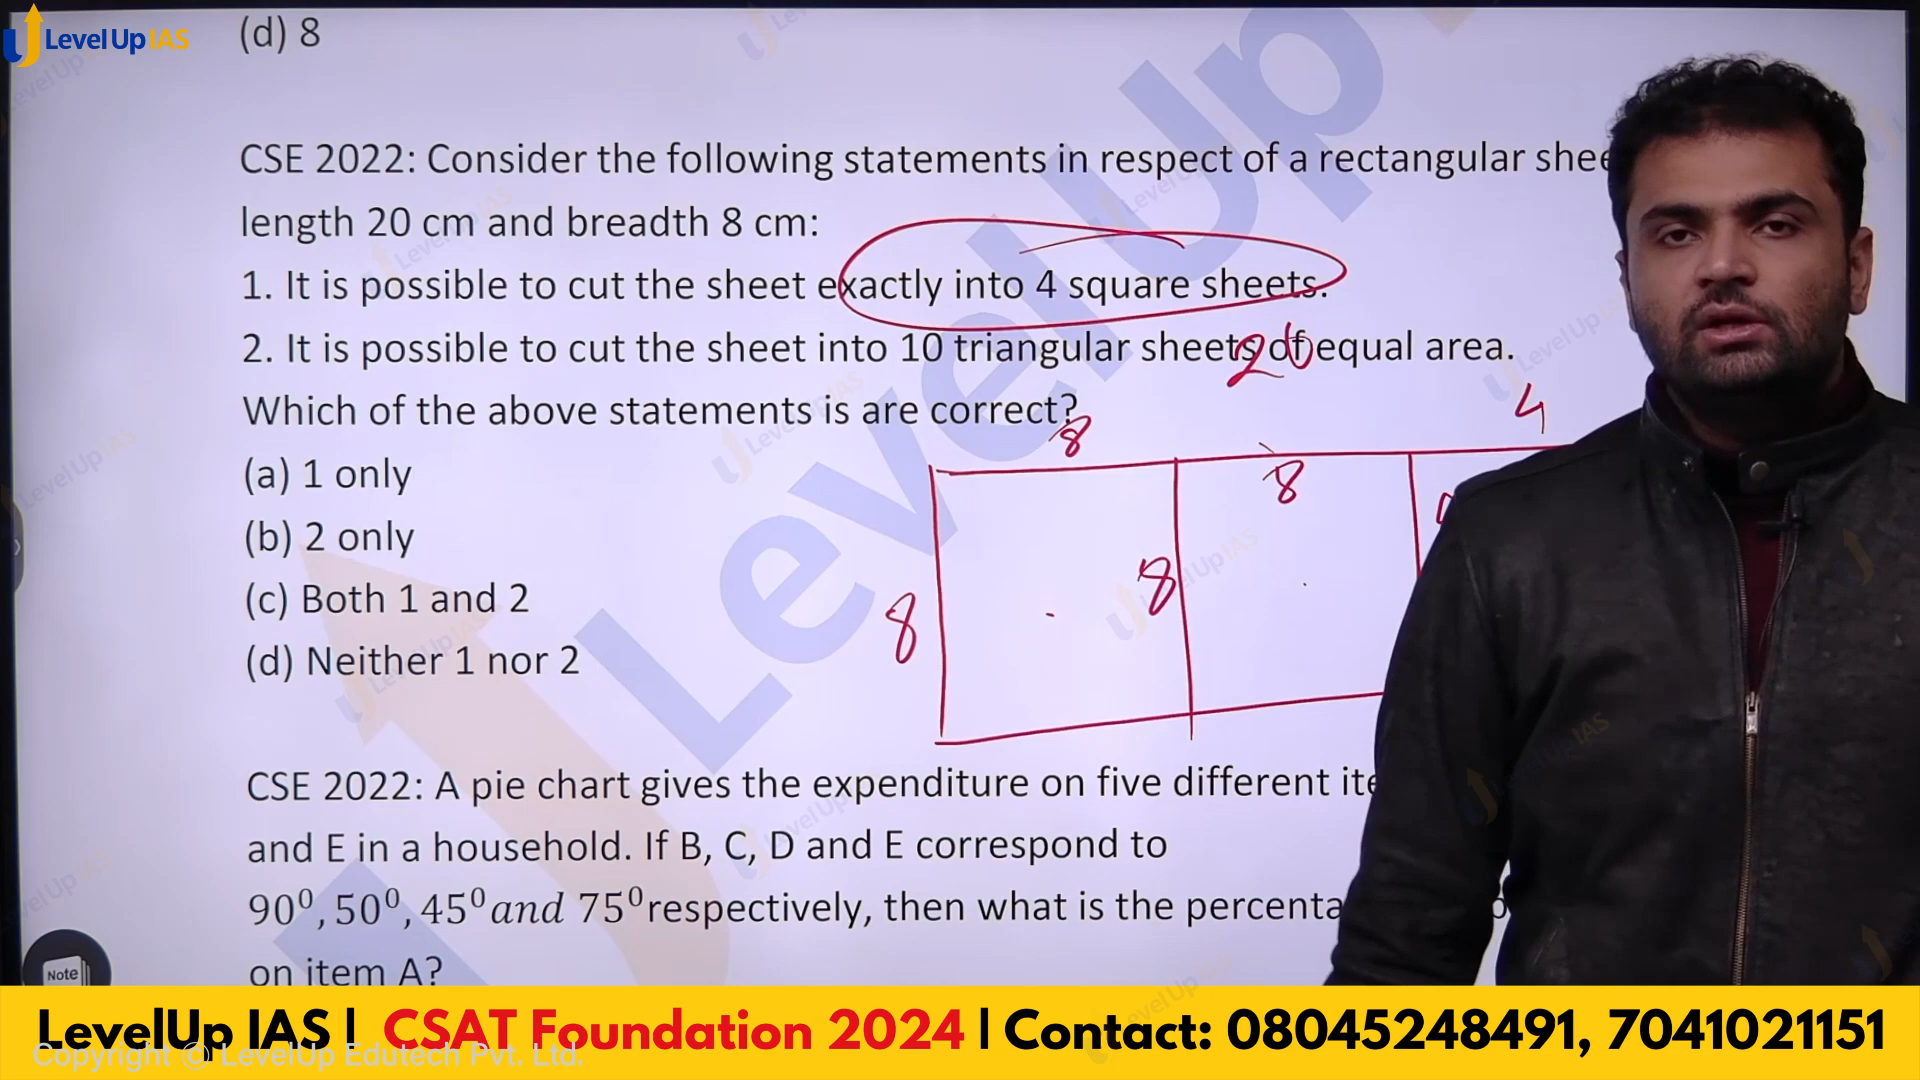 LevelUp IAS
(d) 8
CSE 2022: Consider the following statements in respect of a rectangular shee
length 20 cm and breadth 8 cm:
1. It is possible to cut the sheet exactly into 4 square sheets.
2. It is possible to cut the sheet into 10 triangular sheets of equal area.
20
Which of the above statements is are correct?
8
8
4
(a) 1 only
(b) 2 only
8
8
(c) Both 1 and 2
(d) Neither 1 nor 2
CSE 2022: A pie chart gives the expenditure on five different ite
and E in a household. If B, C, D and E correspond to
90⁰, 50⁰, 45⁰ and 75⁰ respectively, then what is the percenta
on item A?
Note
LevelUp IAS | CSAT Foundation 2024 | Contact: 08045248491, 7041021151
Copyright © LevelUp Edutech Pvt. Ltd.